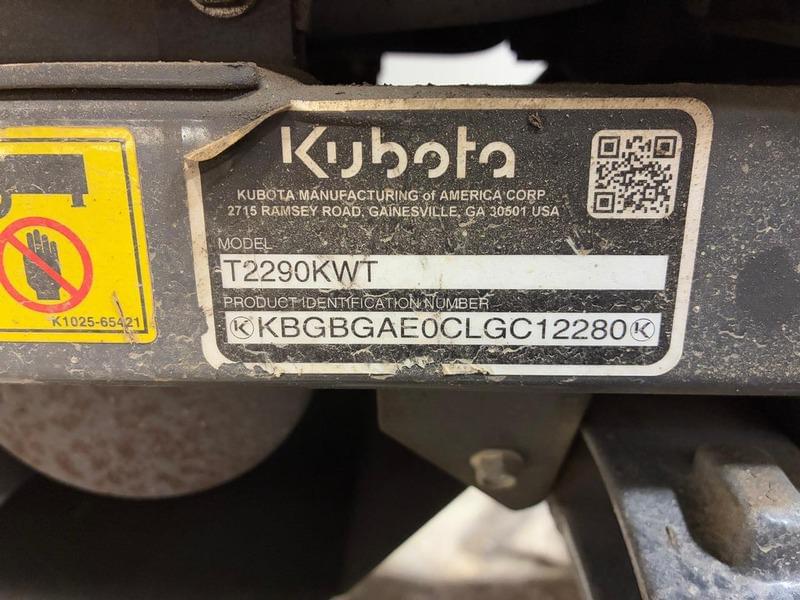 Kubota
KUBOTA MANUFACTURING of AMERICA CORP
2715 RAMSEY ROAD, GAINESVILLE, GA 30501 USA
MODEL
T2290KWT
PRODUCT IDENTIFICATION NUMBER
K KBGBGAE0CLGC12280 K
K1025-65421